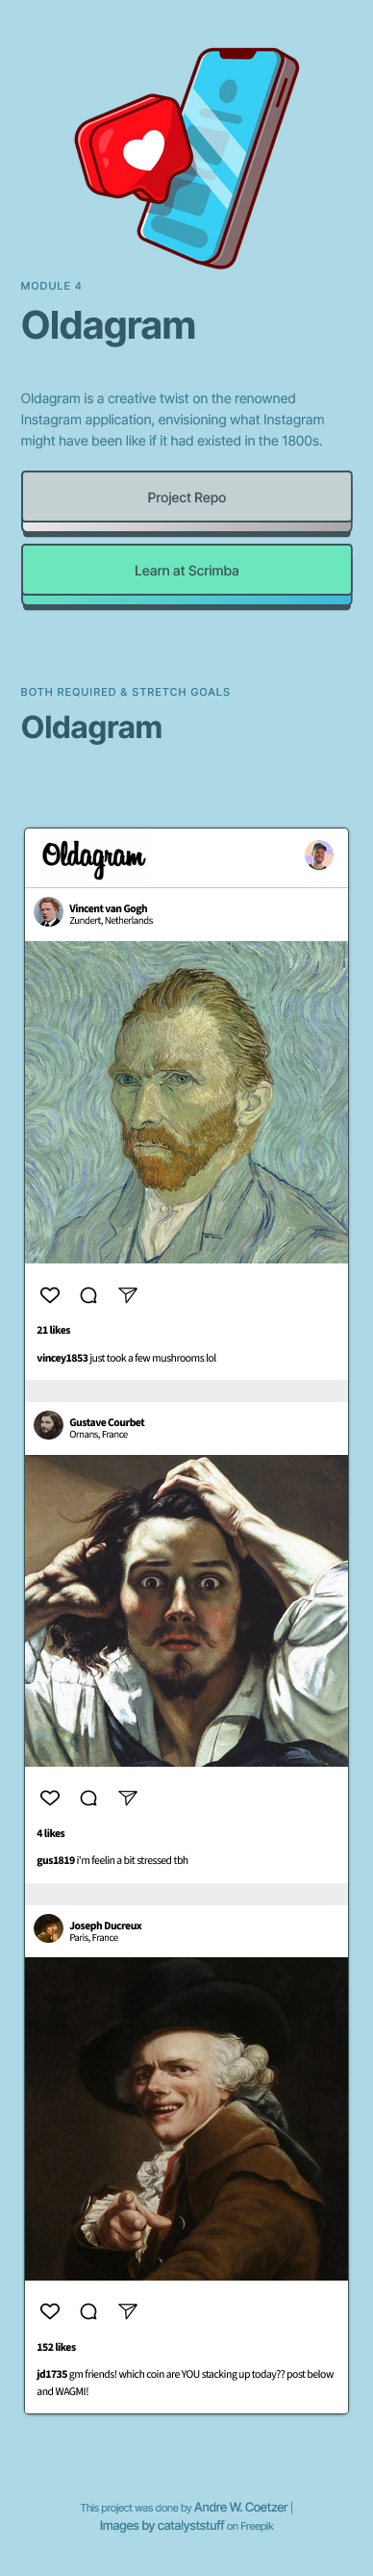 MODULE 4
Oldagram
Oldagram is a creative twist on the renowned
Instagram application, envisioning what Instagram
might have been like if it had existed in the 1800s.
Project Repo
Learn at Scrimba
BOTH REQUIRED & STRETCH GOALS
Oldagram
Oldagram
Vincent van Gogh
Zundert, Netherlands
21 likes
vincey1853 just took a few mushrooms lol
Gustave Courbet
Ornans, France
4 likes
gus1819 i'm feelin a bit stressed tbh
Joseph Ducreux
Paris, France
152 likes
jd1735 gm friends! which coin are YOU stacking up today?? post below
and WAGMI!
This project was done by Andre W. Coetzer |
Images by catalyststuff on Freepik